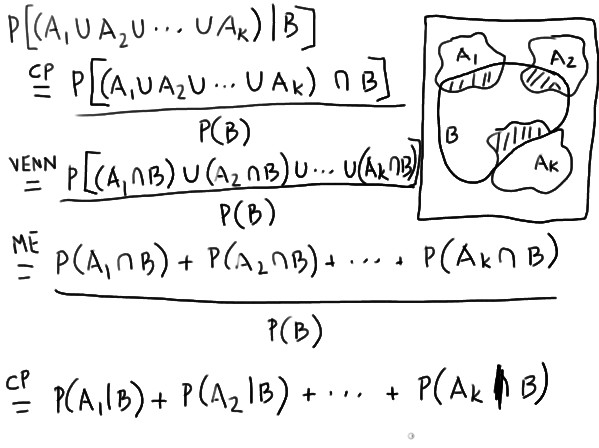 P[(A₁∪A₂∪···∪Aₖ)|B]
CP
= P[(A₁∪A₂∪···∪Aₖ) ∩ B]
P(B)
VENN
= P[(A₁∩B)∪(A₂∩B)∪···∪(Aₖ∩B)]
P(B)
ME
= P(A₁∩B) + P(A₂∩B) + ··· + P(Aₖ∩B)
P(B)
CP
= P(A₁|B) + P(A₂|B) + ··· + P(Aₖ|B)
A₁
A₂
B
Aₖ